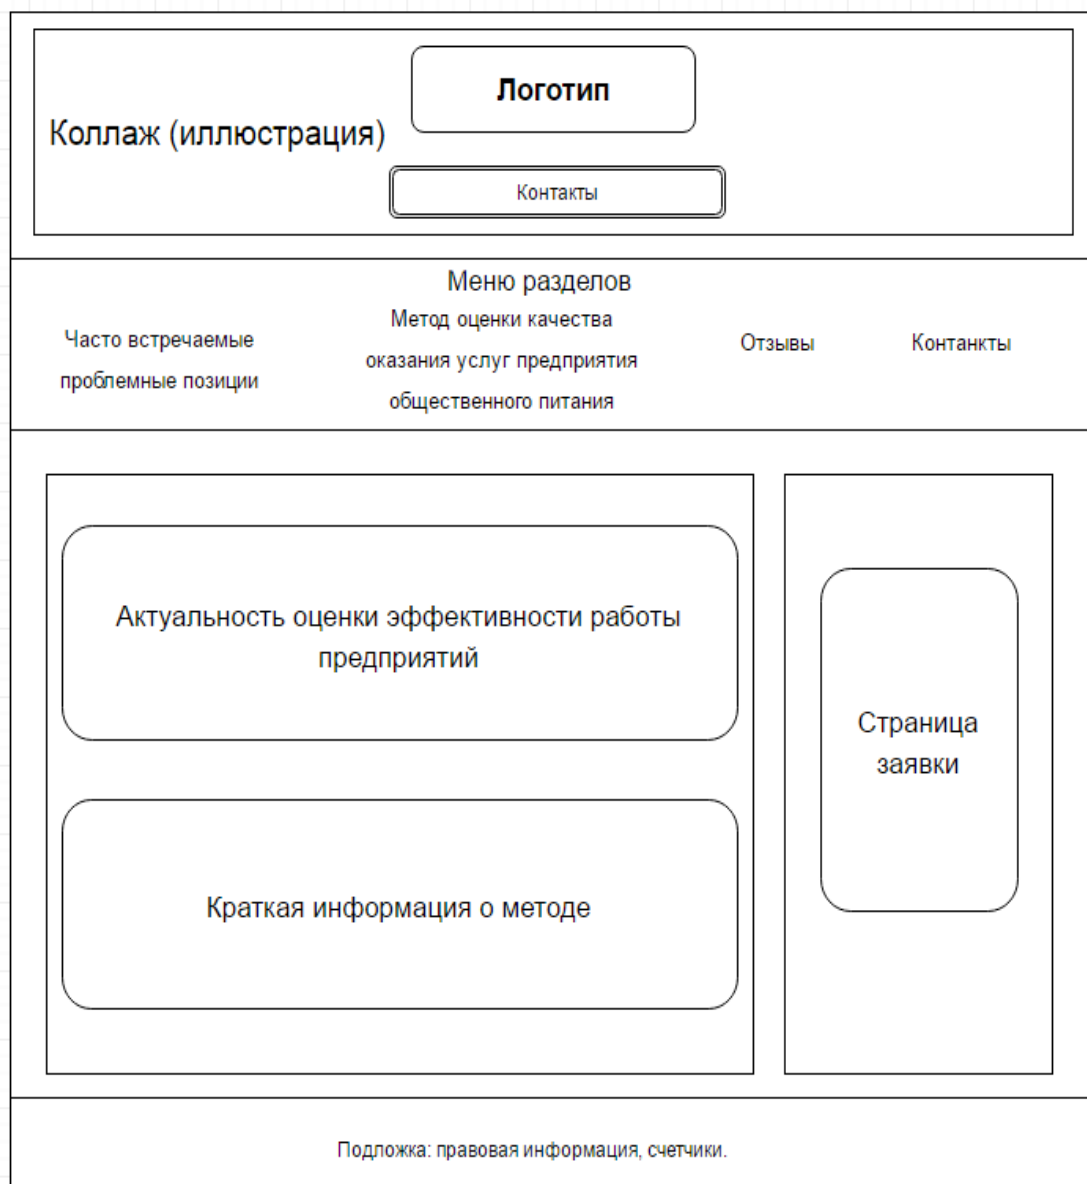 Логотип
Коллаж (иллюстрация)
Контакты
Меню разделов
Часто встречаемые
проблемные позиции
Метод оценки качества
оказания услуг предприятия
общественного питания
Отзывы
Контанкты
Актуальность оценки эффективности работы
предприятий
Краткая информация о методе
Страница
заявки
Подложка: правовая информация, счетчики.